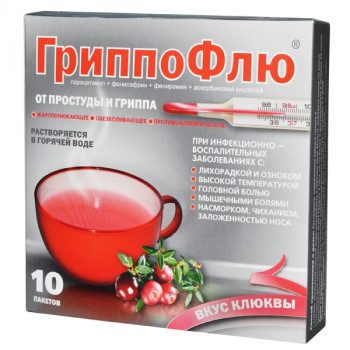 ГриппоФлю®
парацетамол + фенилэфрин + фенирамин + аскорбиновая кислота
ОТ ПРОСТУДЫ И ГРИППА
• ЖАРОПОНИЖАЮЩЕЕ • ОБЕЗБОЛИВАЮЩЕЕ • ПРОТИВОАЛЛЕРГИЧЕСКОЕ
РАСТВОРЯЕТСЯ
В ГОРЯЧЕЙ ВОДЕ
ПРИ ИНФЕКЦИОННО –
ВОСПАЛИТЕЛЬНЫХ
ЗАБОЛЕВАНИЯХ С:
• ЛИХОРАДКОЙ И ОЗНОБОМ
• ВЫСОКОЙ ТЕМПЕРАТУРОЙ
• ГОЛОВНОЙ БОЛЬЮ
• МЫШЕЧНЫМИ БОЛЯМИ
• НАСМОРКОМ, ЧИХАНИЕМ,
ЗАЛОЖЕННОСТЬЮ НОСА
10
ПАКЕТОВ
ВКУС КЛЮКВЫ